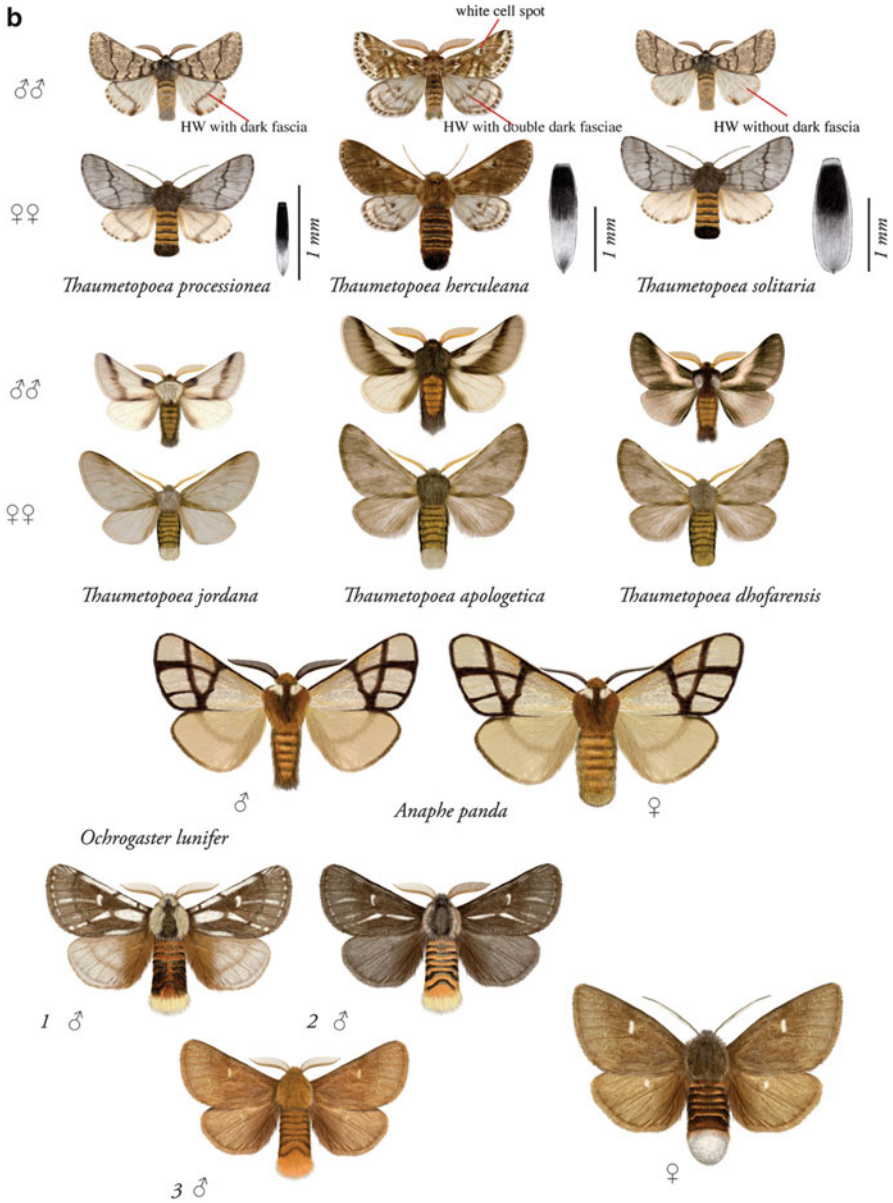 b
white cell spot
♂♂
HW with dark fascia
HW with double dark fasciae
HW without dark fascia
♀♀
1 mm
1 mm
1 mm
Thaumetopoea processionea
Thaumetopoea herculeana
Thaumetopoea solitaria
♂♂
♀♀
Thaumetopoea jordana
Thaumetopoea apologetica
Thaumetopoea dhofarensis
♂
♀
Anaphe panda
Ochrogaster lunifer
1 ♂
2 ♂
3 ♂
♀